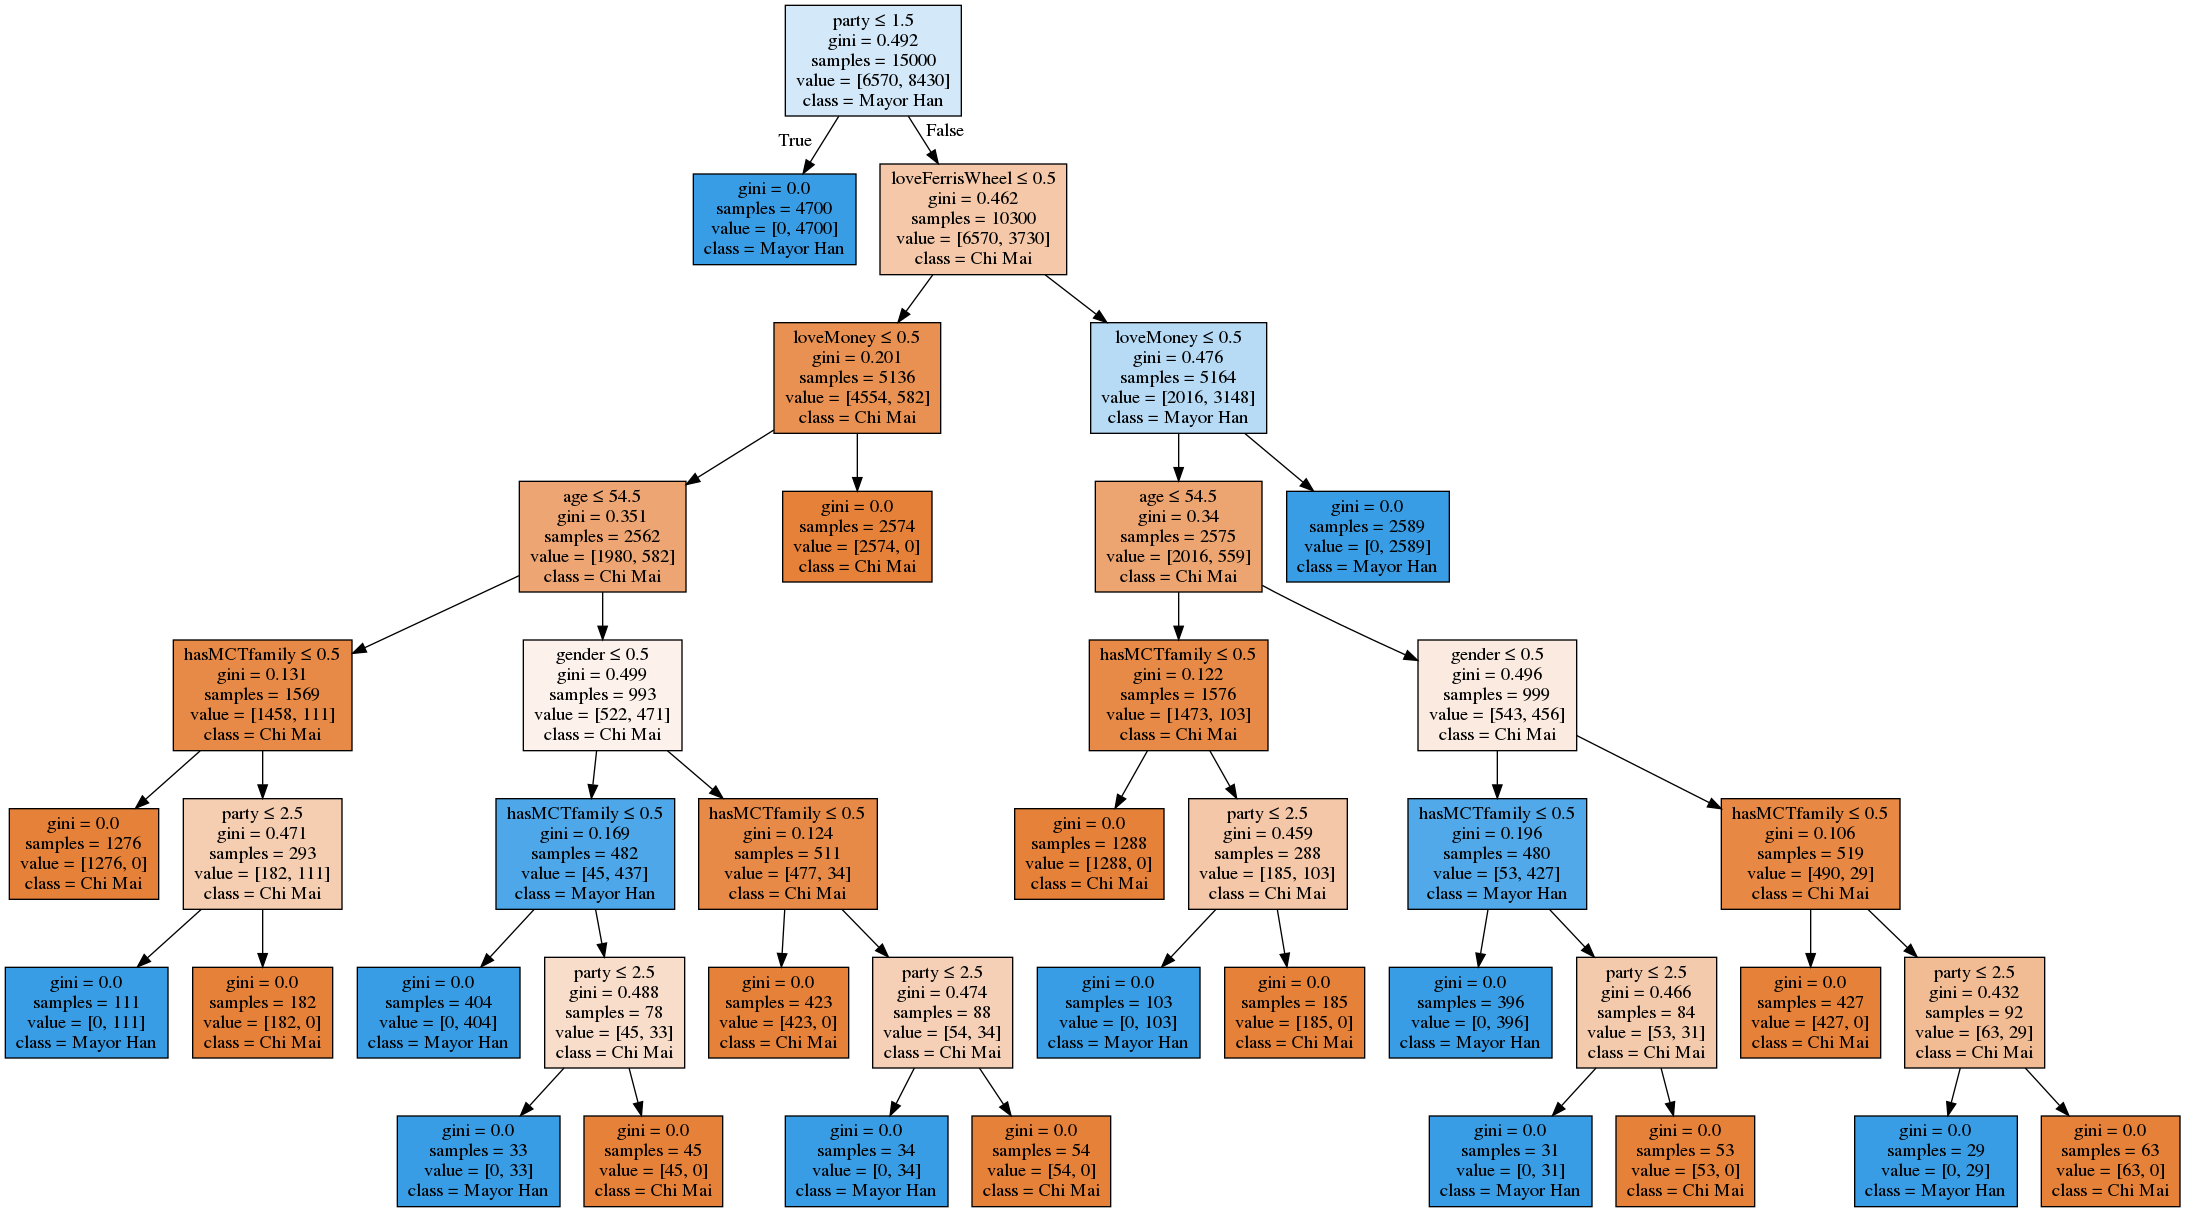 party ≤ 1.5
gini = 0.492
samples = 15000
value = [6570, 8430]
class = Mayor Han
True
False
gini = 0.0
samples = 4700
value = [0, 4700]
class = Mayor Han
loveFerrisWheel ≤ 0.5
gini = 0.462
samples = 10300
value = [6570, 3730]
class = Chi Mai
loveMoney ≤ 0.5
gini = 0.201
samples = 5136
value = [4554, 582]
class = Chi Mai
loveMoney ≤ 0.5
gini = 0.476
samples = 5164
value = [2016, 3148]
class = Mayor Han
age ≤ 54.5
gini = 0.351
samples = 2562
value = [1980, 582]
class = Chi Mai
gini = 0.0
samples = 2574
value = [2574, 0]
class = Chi Mai
age ≤ 54.5
gini = 0.34
samples = 2575
value = [2016, 559]
class = Chi Mai
gini = 0.0
samples = 2589
value = [0, 2589]
class = Mayor Han
hasMCTfamily ≤ 0.5
gini = 0.131
samples = 1569
value = [1458, 111]
class = Chi Mai
gender ≤ 0.5
gini = 0.499
samples = 993
value = [522, 471]
class = Chi Mai
hasMCTfamily ≤ 0.5
gini = 0.122
samples = 1576
value = [1473, 103]
class = Chi Mai
gender ≤ 0.5
gini = 0.496
samples = 999
value = [543, 456]
class = Chi Mai
gini = 0.0
samples = 1276
value = [1276, 0]
class = Chi Mai
party ≤ 2.5
gini = 0.471
samples = 293
value = [182, 111]
class = Chi Mai
hasMCTfamily ≤ 0.5
gini = 0.169
samples = 482
value = [45, 437]
class = Mayor Han
hasMCTfamily ≤ 0.5
gini = 0.124
samples = 511
value = [477, 34]
class = Chi Mai
gini = 0.0
samples = 1288
value = [1288, 0]
class = Chi Mai
party ≤ 2.5
gini = 0.459
samples = 288
value = [185, 103]
class = Chi Mai
hasMCTfamily ≤ 0.5
gini = 0.196
samples = 480
value = [53, 427]
class = Mayor Han
hasMCTfamily ≤ 0.5
gini = 0.106
samples = 519
value = [490, 29]
class = Chi Mai
gini = 0.0
samples = 111
value = [0, 111]
class = Mayor Han
gini = 0.0
samples = 182
value = [182, 0]
class = Chi Mai
gini = 0.0
samples = 404
value = [0, 404]
class = Mayor Han
party ≤ 2.5
gini = 0.488
samples = 78
value = [45, 33]
class = Chi Mai
gini = 0.0
samples = 423
value = [423, 0]
class = Chi Mai
party ≤ 2.5
gini = 0.474
samples = 88
value = [54, 34]
class = Chi Mai
gini = 0.0
samples = 103
value = [0, 103]
class = Mayor Han
gini = 0.0
samples = 185
value = [185, 0]
class = Chi Mai
gini = 0.0
samples = 396
value = [0, 396]
class = Mayor Han
party ≤ 2.5
gini = 0.466
samples = 84
value = [53, 31]
class = Chi Mai
gini = 0.0
samples = 427
value = [427, 0]
class = Chi Mai
party ≤ 2.5
gini = 0.432
samples = 92
value = [63, 29]
class = Chi Mai
gini = 0.0
samples = 33
value = [0, 33]
class = Mayor Han
gini = 0.0
samples = 45
value = [45, 0]
class = Chi Mai
gini = 0.0
samples = 34
value = [0, 34]
class = Mayor Han
gini = 0.0
samples = 54
value = [54, 0]
class = Chi Mai
gini = 0.0
samples = 31
value = [0, 31]
class = Mayor Han
gini = 0.0
samples = 53
value = [53, 0]
class = Chi Mai
gini = 0.0
samples = 29
value = [0, 29]
class = Mayor Han
gini = 0.0
samples = 63
value = [63, 0]
class = Chi Mai